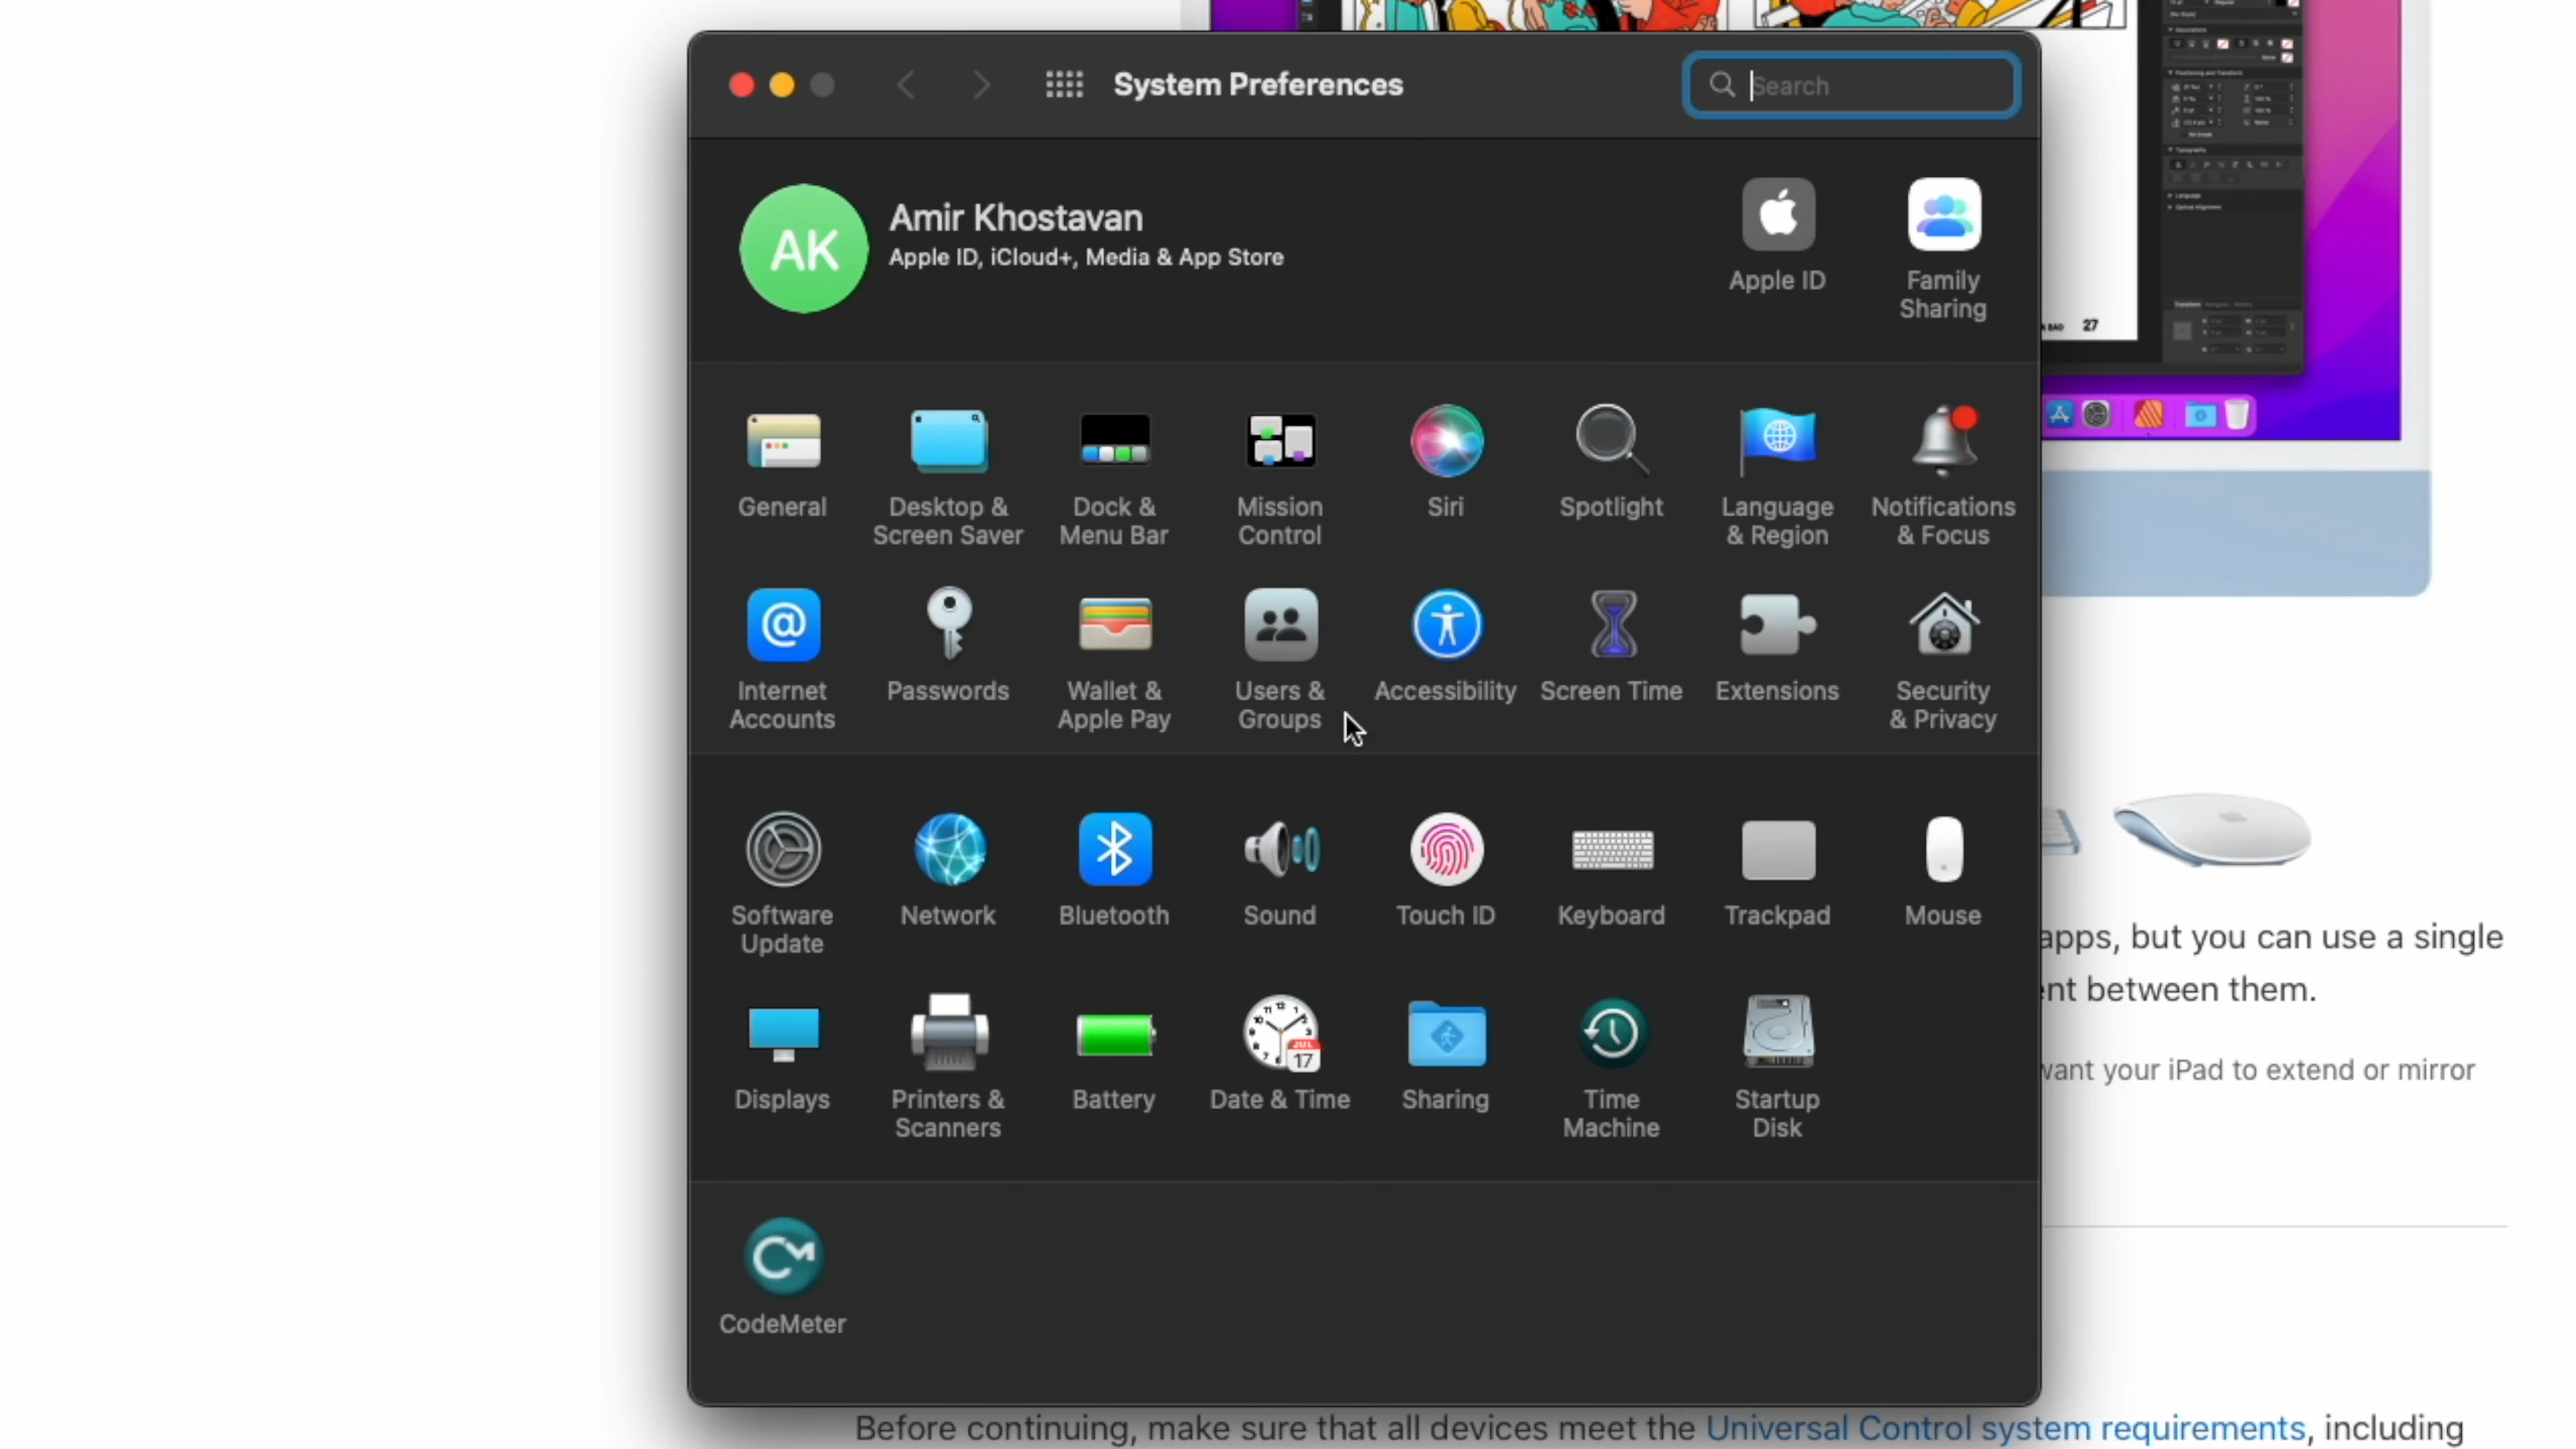 System Preferences
Search
AK
Amir Khostavan
Apple ID, iCloud+, Media & App Store
Apple ID
Family
Sharing
27
General
Desktop &
Screen Saver
Dock &
Menu Bar
Mission
Control
Siri
Spotlight
Language
& Region
Notifications
& Focus
@
Internet
Accounts
Passwords
Wallet &
Apple Pay
Users &
Groups
Accessibility
Screen Time
Extensions
Security
& Privacy
Software
Update
Network
Bluetooth
Sound
Touch ID
Keyboard
Trackpad
Mouse
apps, but you can use a single
between them.
JUL
17
Displays
Printers &
Scanners
Battery
Date & Time
Sharing
Time
Machine
Startup
Disk
want your iPad to extend or mirror
CM
CodeMeter
Before continuing, make sure that all devices meet the Universal Control system requirements, including